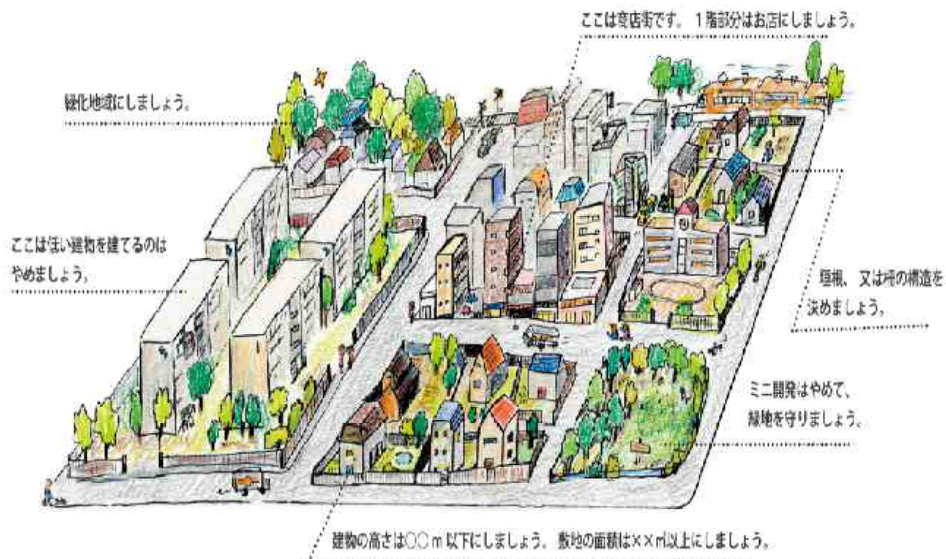 ここは商店街です。 1階部分はお店にしましょう。
緑化地域にしましょう。
ここは低い建物を建てるのは
やめましょう。
垣根、又は柵の構造を
決めましょう。
ミニ開発はやめて、
緑地を守りましょう。
建物の高さは○○m以下にしましょう。敷地の面積は××㎡以上にしましょう。